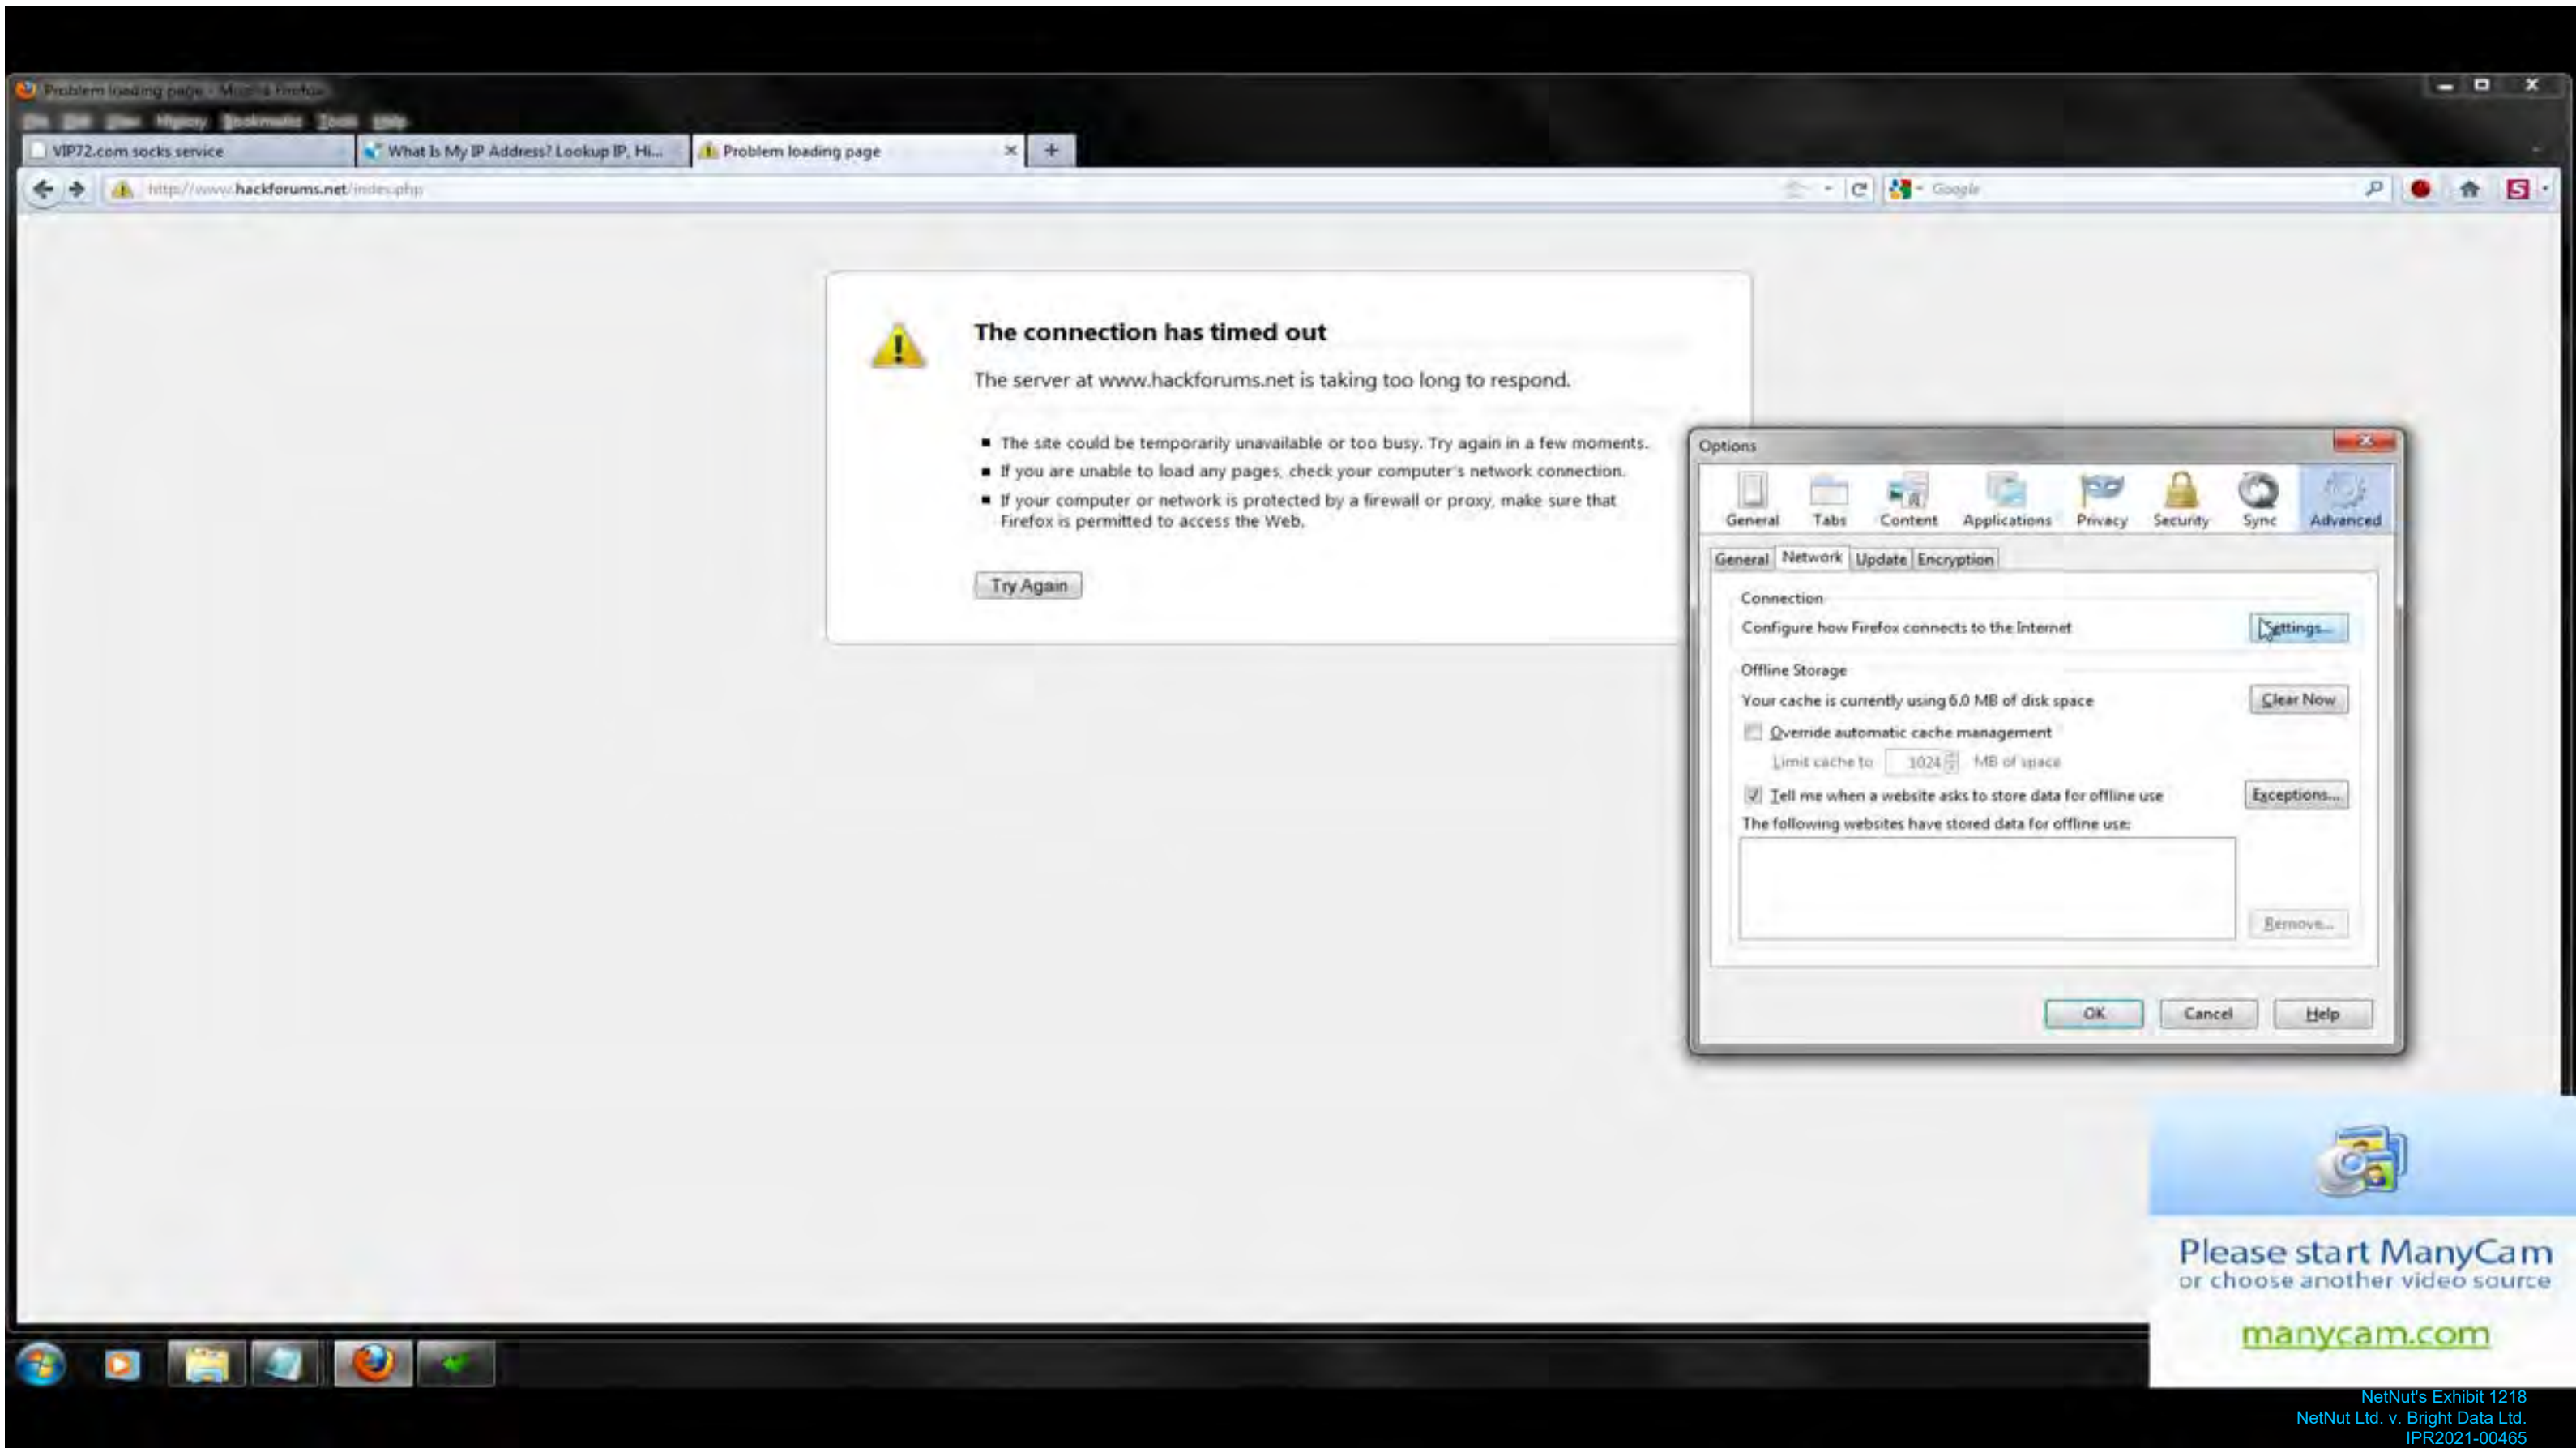 Problem loading page - Mozilla Firefox
History Bookmarks Tools Help
VIP72.com socks service
What Is My IP Address? Lookup IP, Hi...
Problem loading page
http://www.hackforums.net/index.php
Google
The connection has timed out
The server at www.hackforums.net is taking too long to respond.
The site could be temporarily unavailable or too busy. Try again in a few moments.
If you are unable to load any pages, check your computer's network connection.
If your computer or network is protected by a firewall or proxy, make sure that
Firefox is permitted to access the Web.
Try Again
Options
General Tabs Content Applications Privacy Security Sync Advanced
General Network Update Encryption
Connection
Configure how Firefox connects to the Internet
Settings...
Offline Storage
Your cache is currently using 6.0 MB of disk space
Clear Now
Override automatic cache management
Limit cache to 1024 MB of space
Tell me when a website asks to store data for offline use
Exceptions...
The following websites have stored data for offline use:
Remove...
OK Cancel Help
Please start ManyCam
or choose another video source
manycam.com
NetNut's Exhibit 1218
NetNut Ltd. v. Bright Data Ltd.
IPR2021-00465